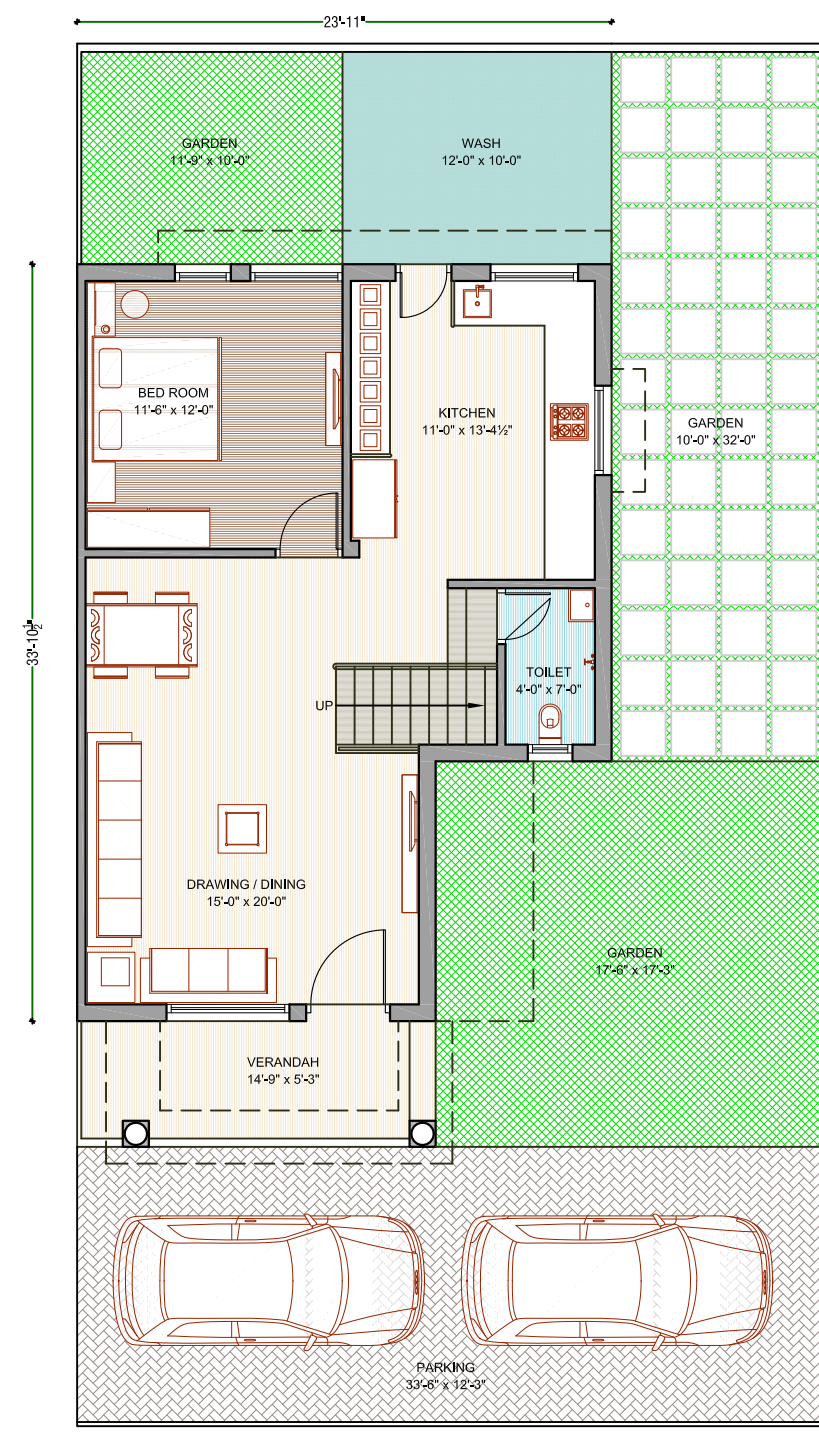 23'-11"
GARDEN
11'-9" x 10'-0"
WASH
12'-0" x 10'-0"
BED ROOM
11'-6" x 12'-0"
KITCHEN
11'-0" x 13'-4½"
GARDEN
10'-0" x 32'-0"
33'-10½"
TOILET
4'-0" x 7'-0"
UP
DRAWING / DINING
15'-0" x 20'-0"
GARDEN
17'-6" x 17'-3"
VERANDAH
14'-9" x 5'-3"
PARKING
33'-6" x 12'-3"